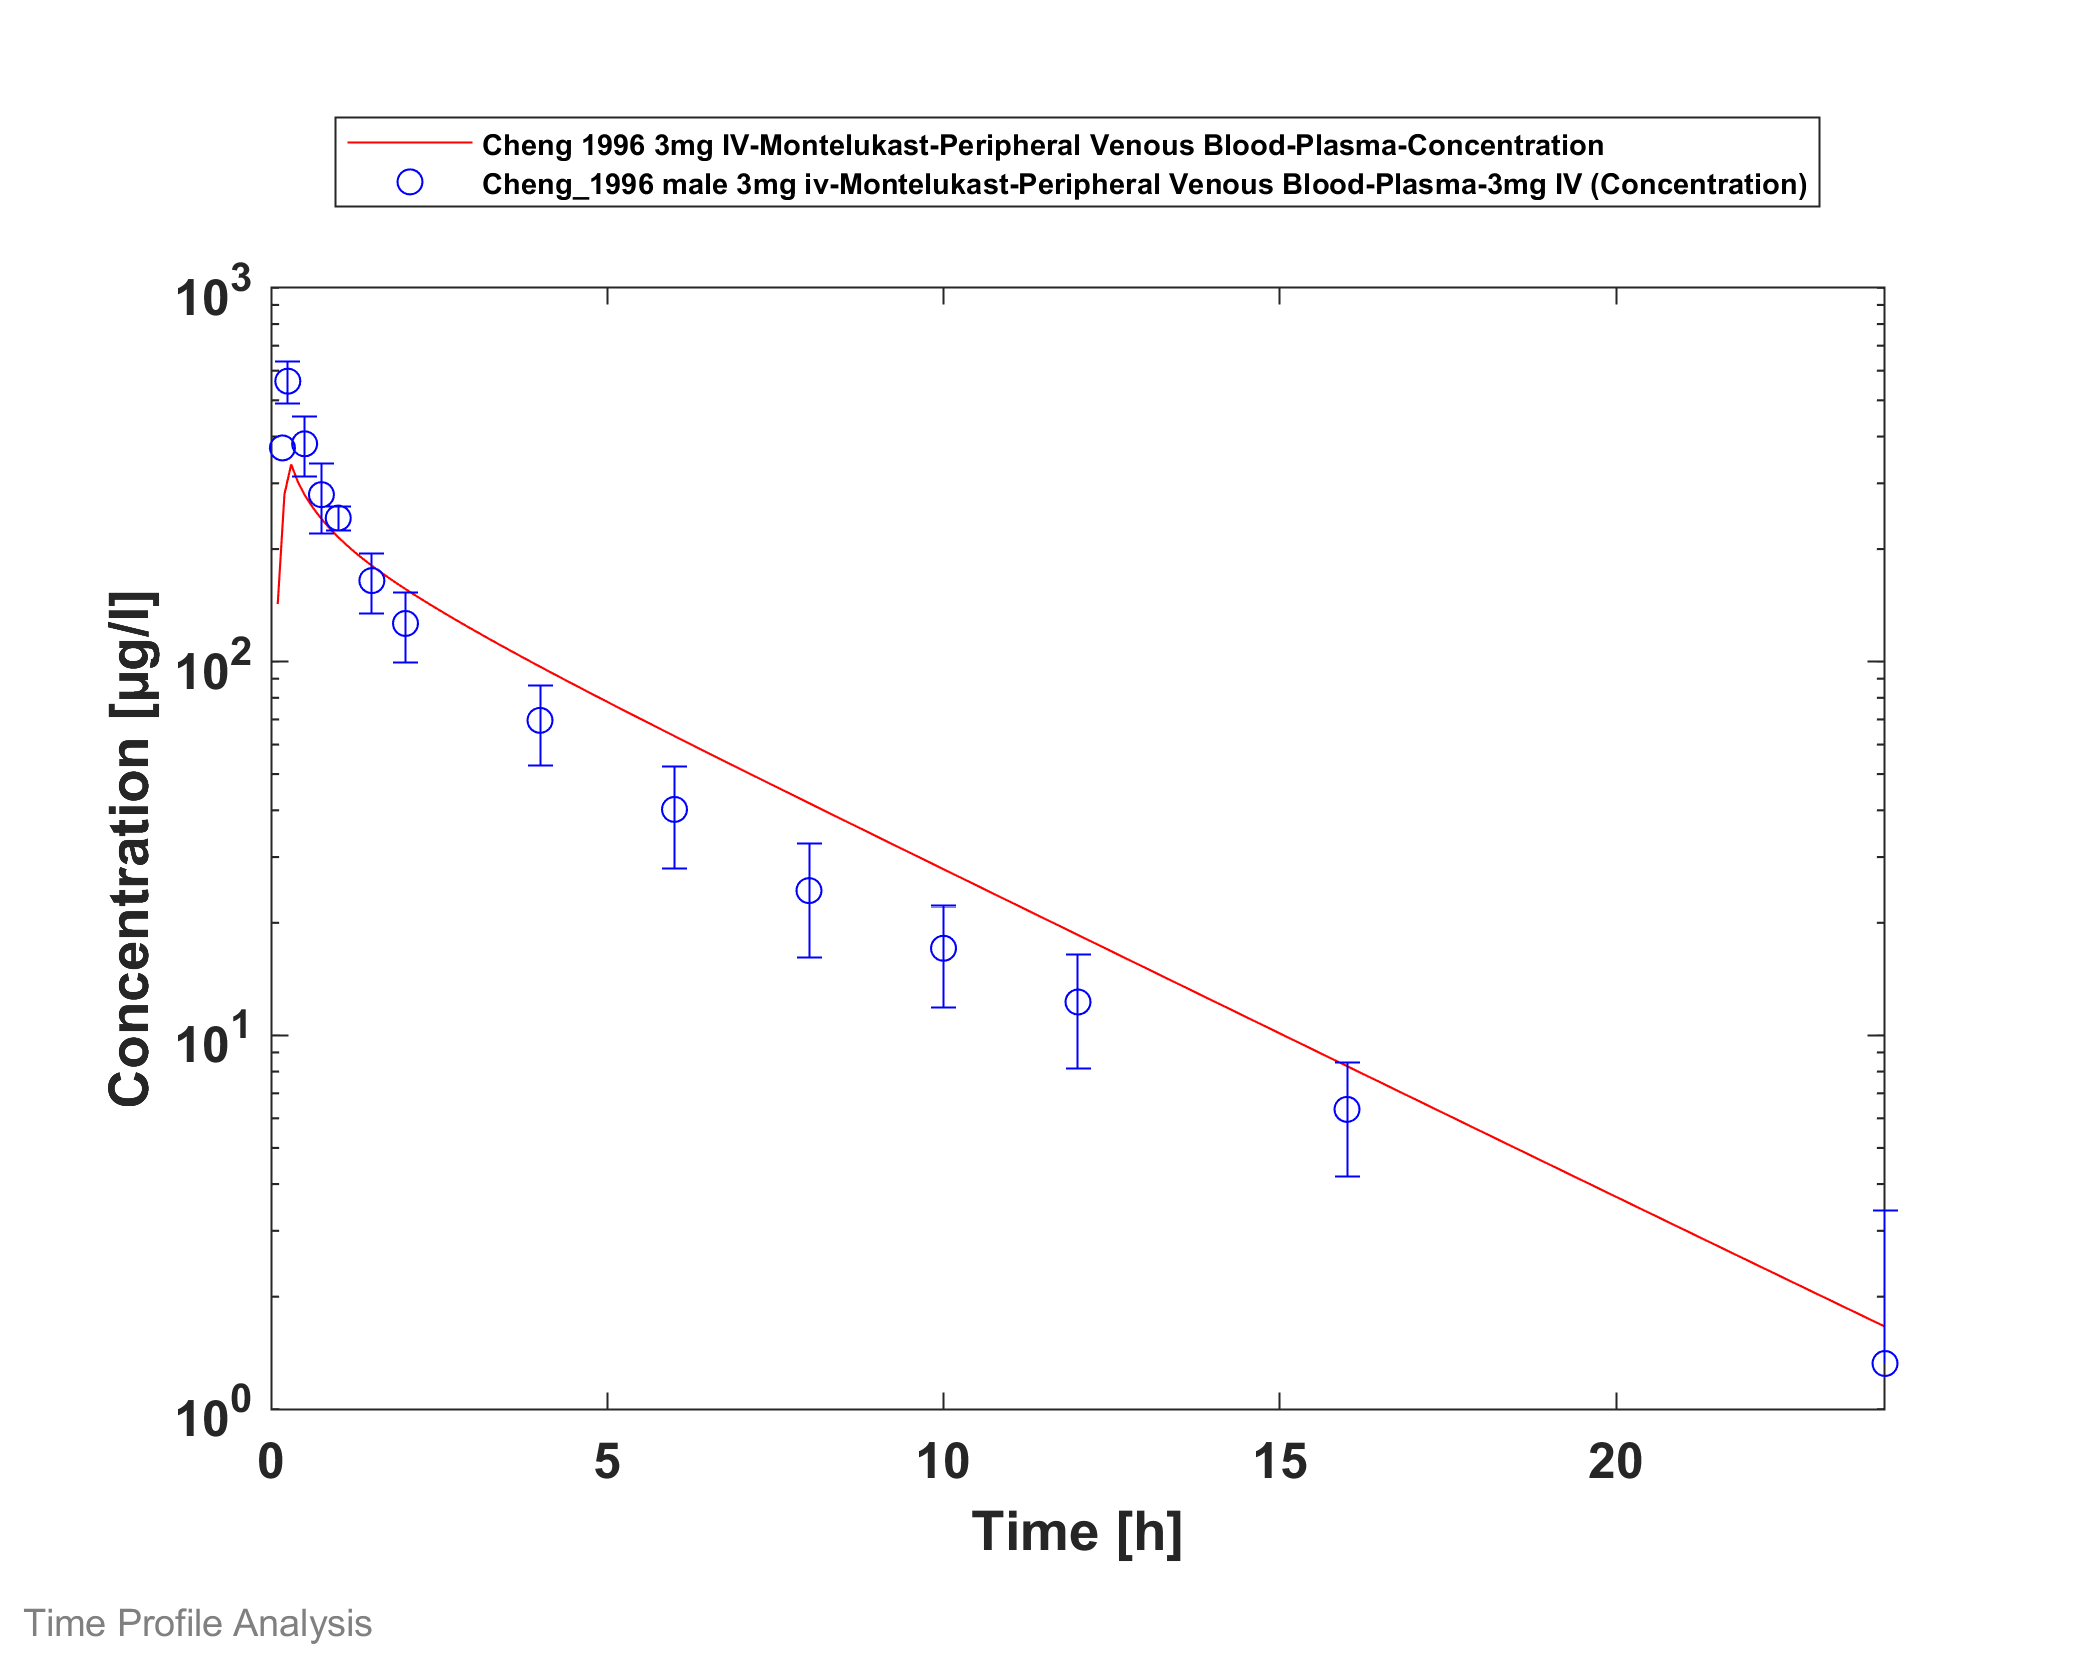 Cheng 1996 3mg IV-Montelukast-Peripheral Venous Blood-Plasma-Concentration
Cheng_1996 male 3mg iv-Montelukast-Peripheral Venous Blood-Plasma-3mg IV (Concentration)
10^3
10^2
10^1
10^0
Concentration [µg/l]
0 5 10 15 20
Time [h]
Time Profile Analysis